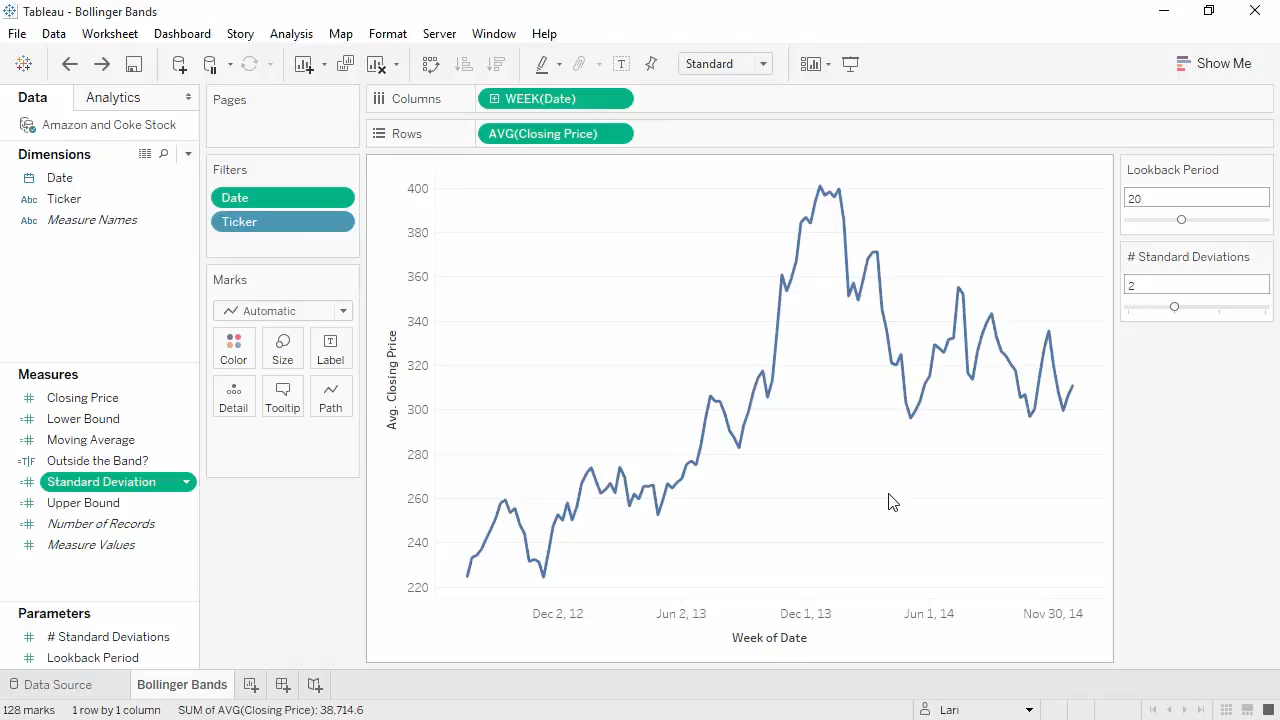 Tableau - Bollinger Bands
File Data Worksheet Dashboard Story Analysis Map Format Server Window Help
Standard
Show Me
Data
Analytics
Amazon and Coke Stock
Dimensions
Date
Abc Ticker
Abc Measure Names
Measures
Closing Price
Lower Bound
Moving Average
=T|F Outside the Band?
Standard Deviation
Upper Bound
Number of Records
Measure Values
Parameters
# Standard Deviations
Lookback Period
Pages
Filters
Date
Ticker
Marks
Automatic
Color Size Label
Detail Tooltip Path
Columns WEEK(Date)
Rows AVG(Closing Price)
Avg. Closing Price
400
380
360
340
320
300
280
260
240
220
Dec 2, 12 Jun 2, 13 Dec 1, 13 Jun 1, 14 Nov 30, 14
Week of Date
Lookback Period
20
# Standard Deviations
2
Data Source
Bollinger Bands
128 marks 1 row by 1 column SUM of AVG(Closing Price): 38.714.6
Lari